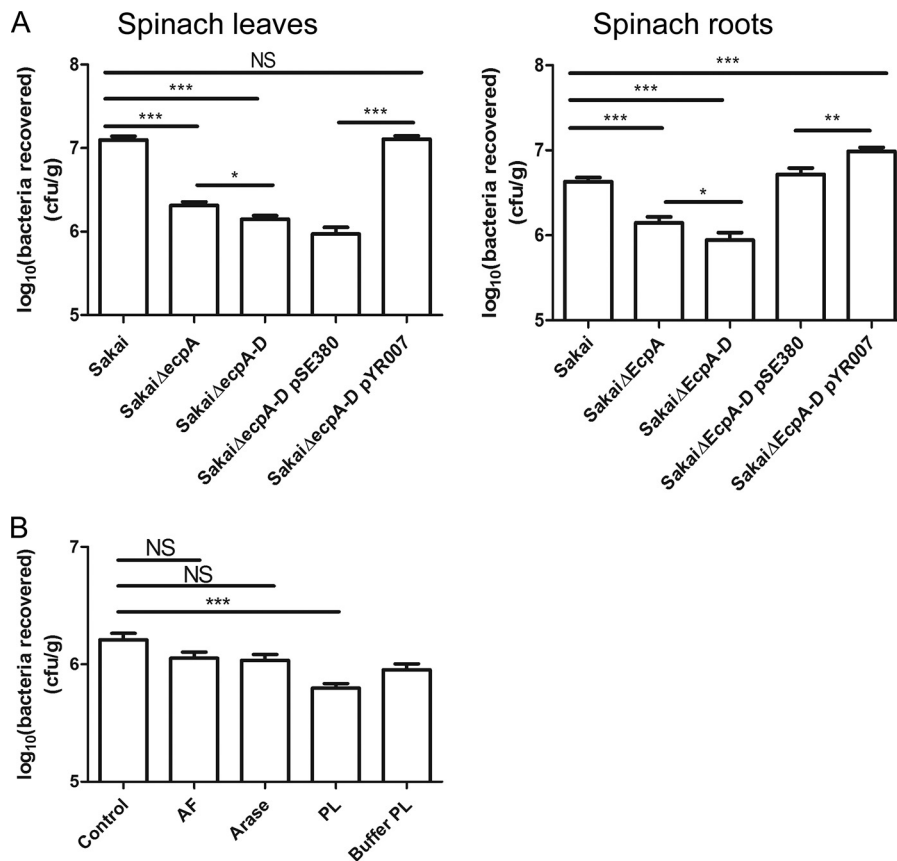 A
Spinach leaves
Spinach roots
log10(bacteria recovered)
(cfu/g)
8
7
6
5
NS
***
***
***
*
Sakai
SakaiΔecpA
SakaiΔecpA-D
SakaiΔecpA-D pSE380
SakaiΔecpA-D pYR007
log10(bacteria recovered)
(cfu/g)
8
7
6
5
***
***
***
**
*
Sakai
SakaiΔEcpA
SakaiΔEcpA-D
SakaiΔEcpA-D pSE380
SakaiΔEcpA-D pYR007
B
log10(bacteria recovered)
(cfu/g)
7
6
5
NS
NS
***
Control
AF
Arase
PL
Buffer PL